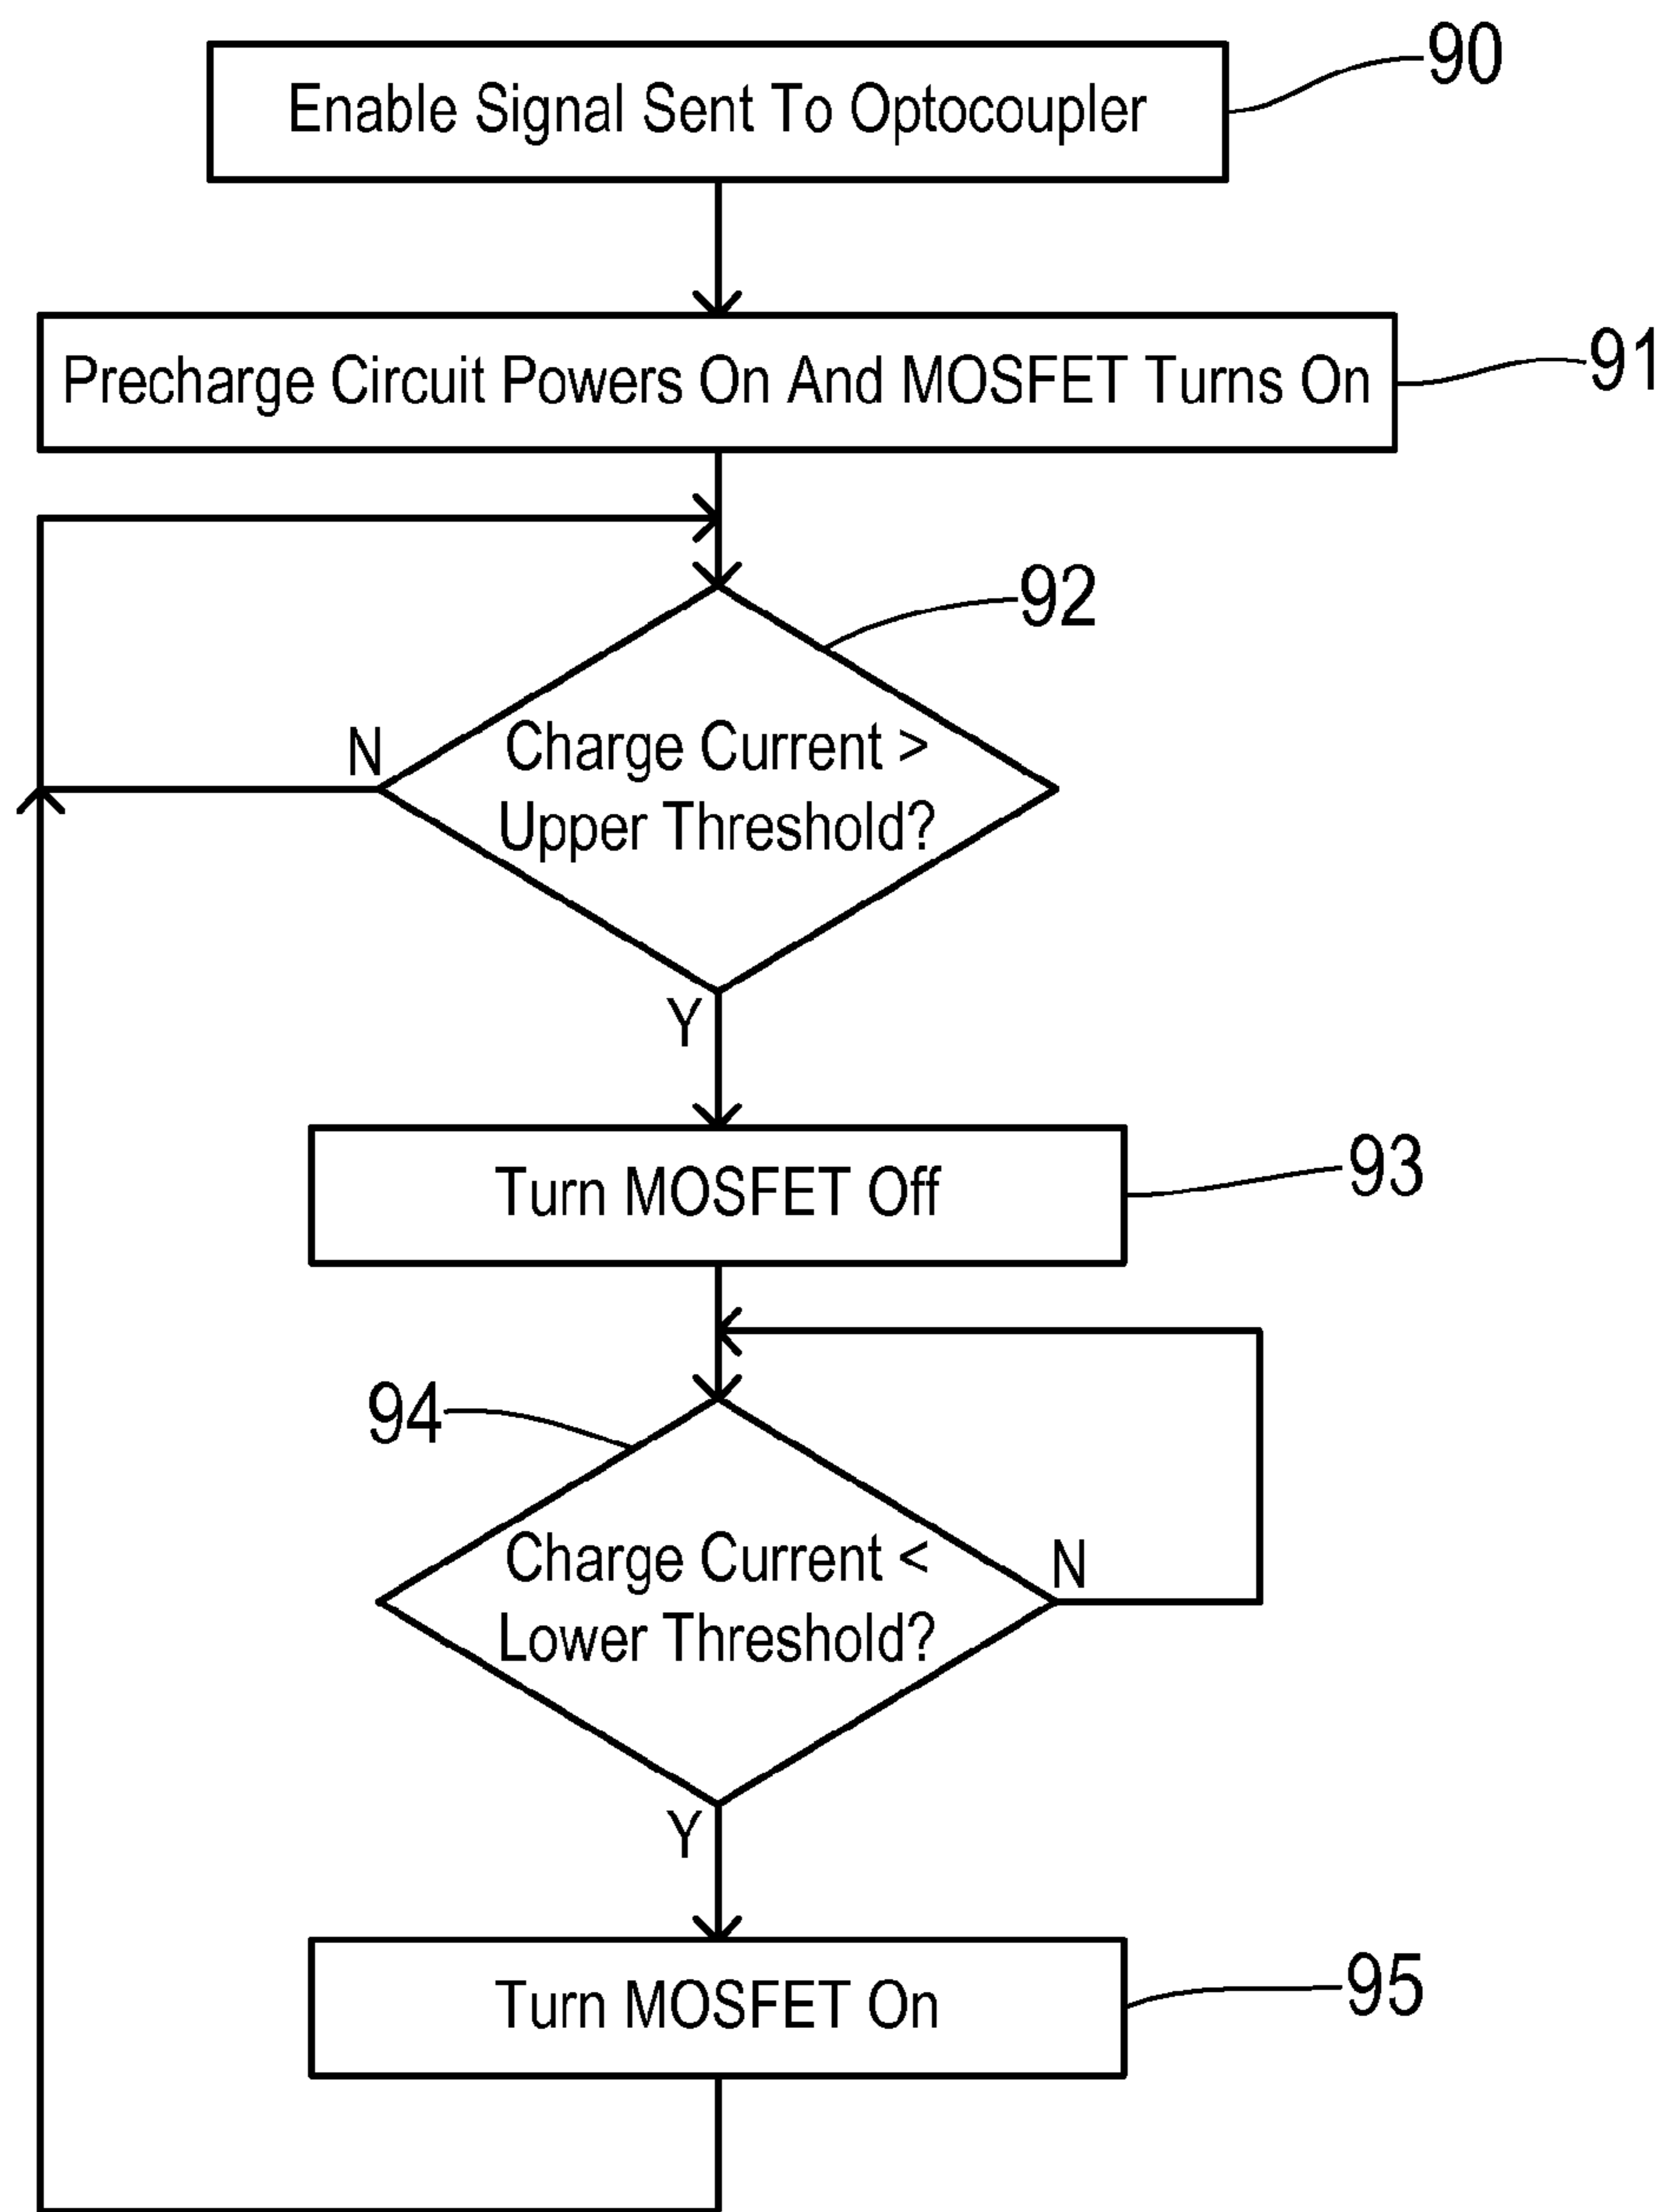 90
Enable Signal Sent To Optocoupler
91
Precharge Circuit Powers On And MOSFET Turns On
92
N
Charge Current >
Upper Threshold?
Y
93
Turn MOSFET Off
94
Charge Current <
N
Lower Threshold?
Y
95
Turn MOSFET On